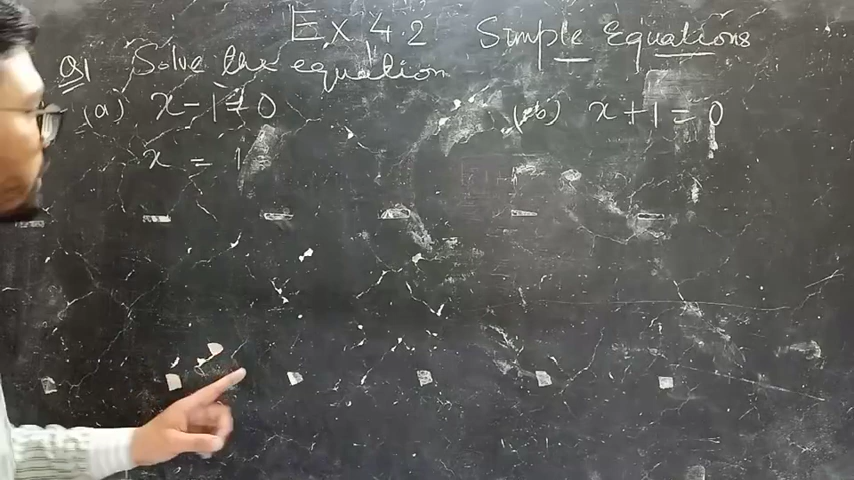 Ex 4.2 Simple Equations
Q1 Solve the equation
(a) x - 1 = 0
(b) x + 1 = 0
x = 1